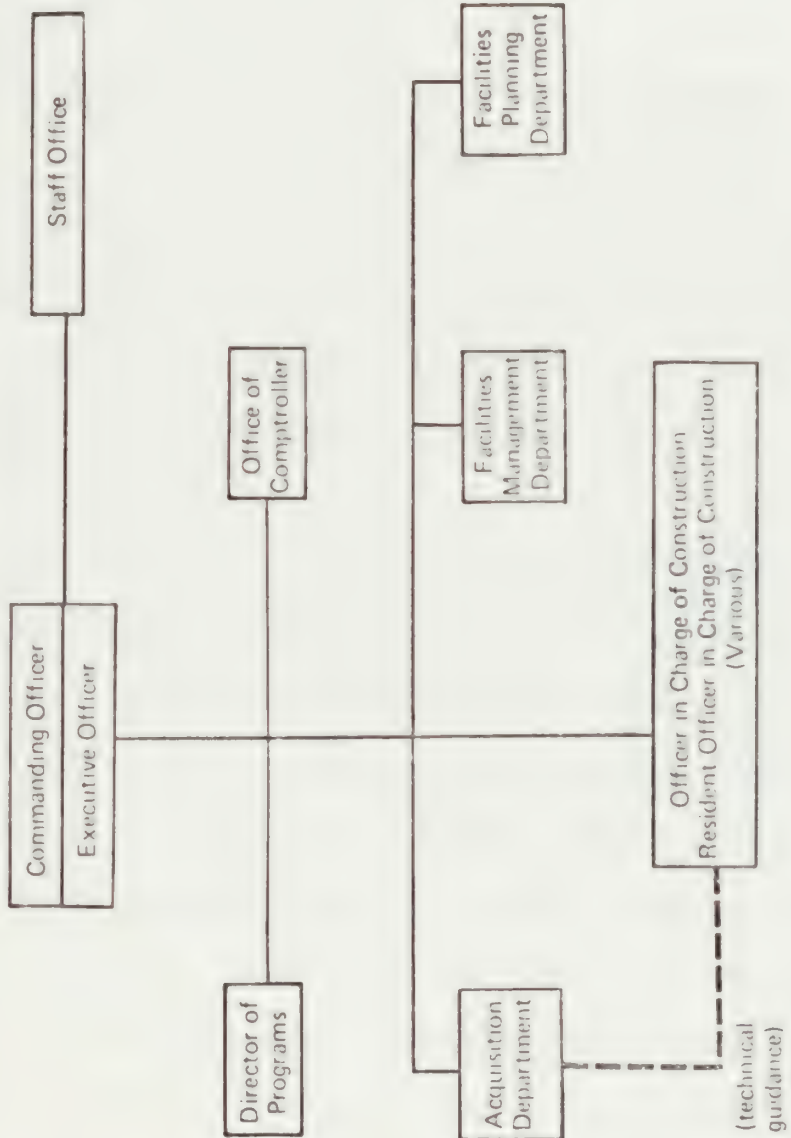 Commanding Officer
Executive Officer
Staff Office
Director of
Programs
Office of
Comptroller
Acquisition
Department
Facilities
Management
Department
Facilities
Planning
Department
(technical
guidance)
Officer in Charge of Construction
Resident Officer in Charge of Construction
(Various)